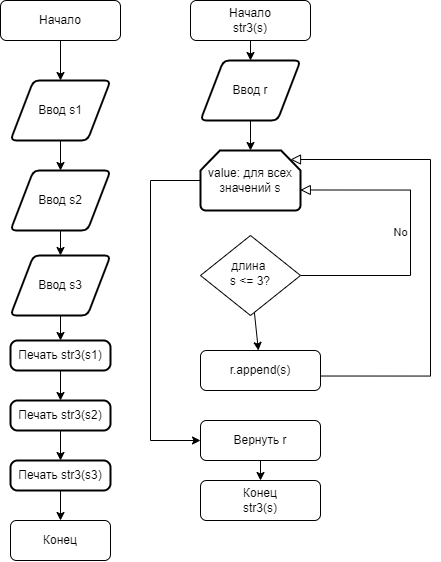 Начало
Ввод s1
Ввод s2
Ввод s3
Печать str3(s1)
Печать str3(s2)
Печать str3(s3)
Конец
Начало
str3(s)
Ввод r
value: для всех
значений s
No
длина
s <= 3?
r.append(s)
Вернуть r
Конец
str3(s)